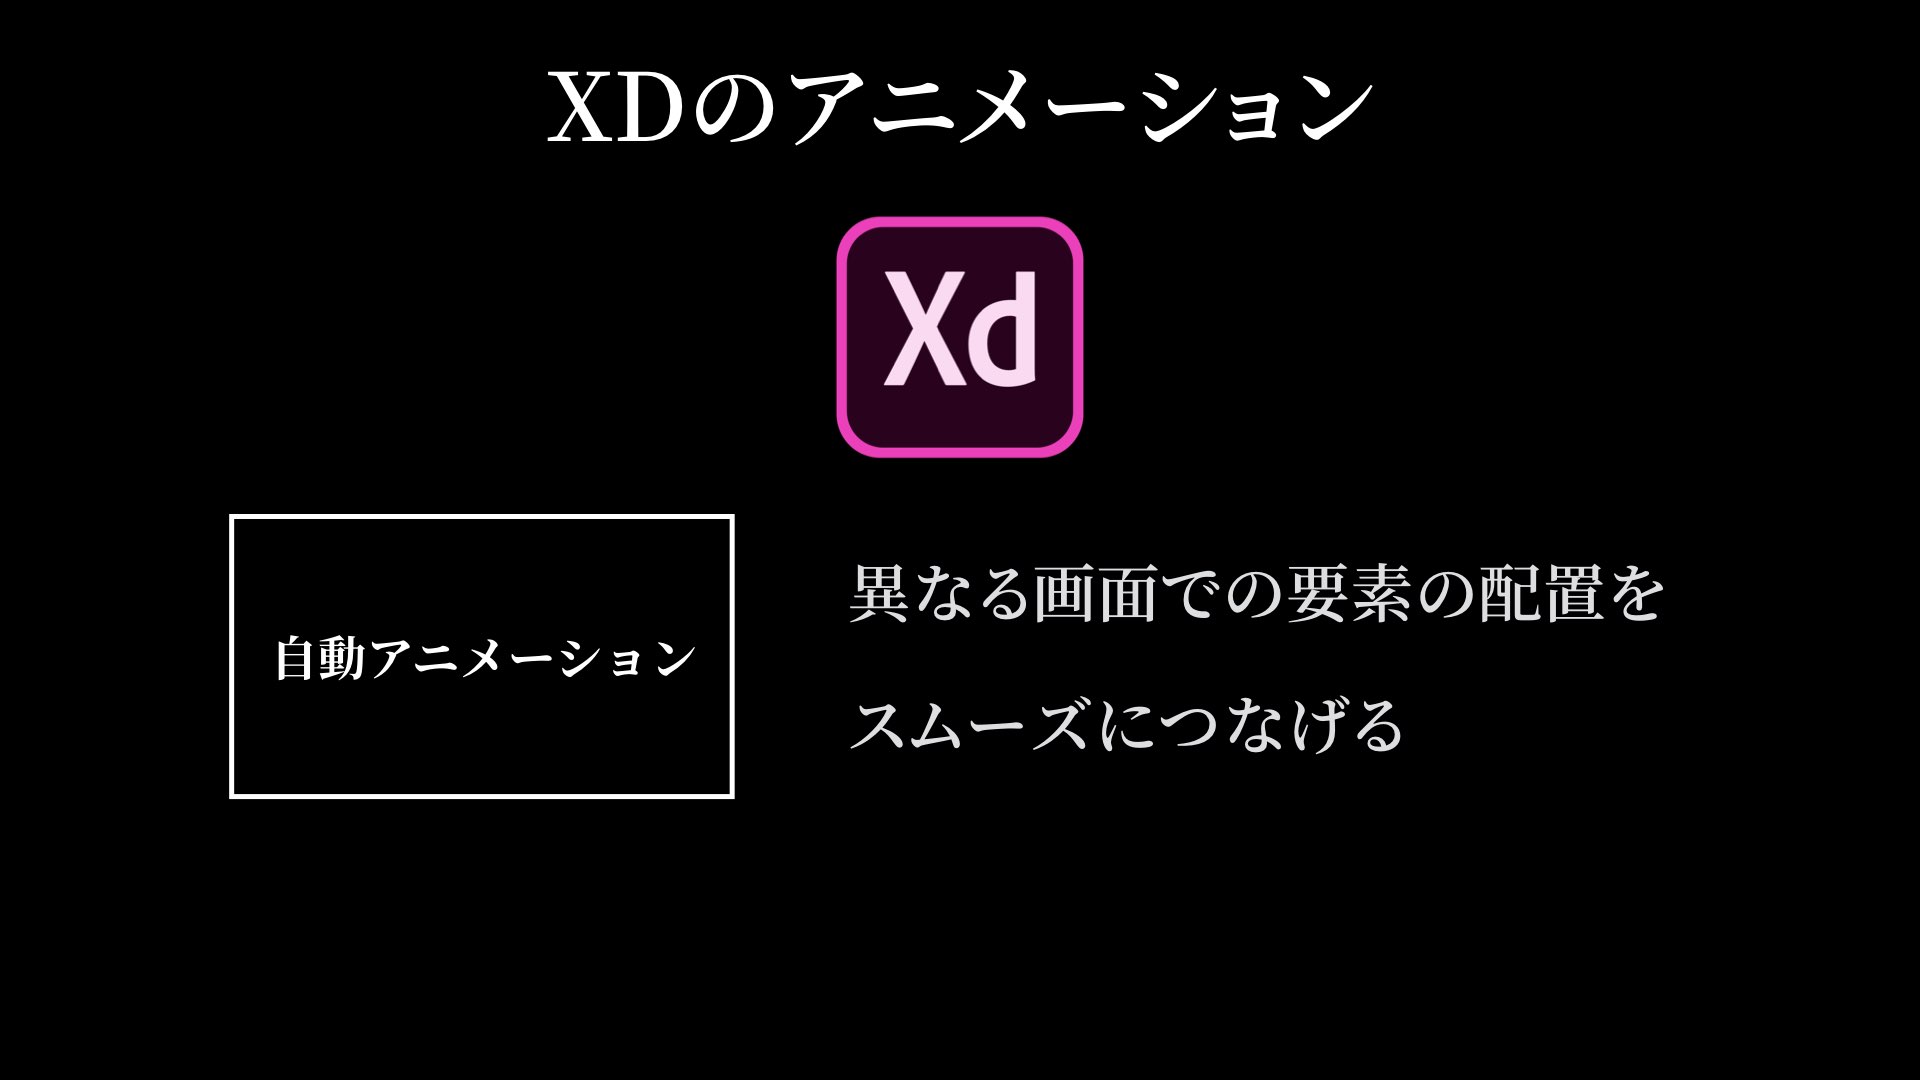 XDのアニメーション
Xd
自動アニメーション
異なる画面での要素の配置を
スムーズにつなげる